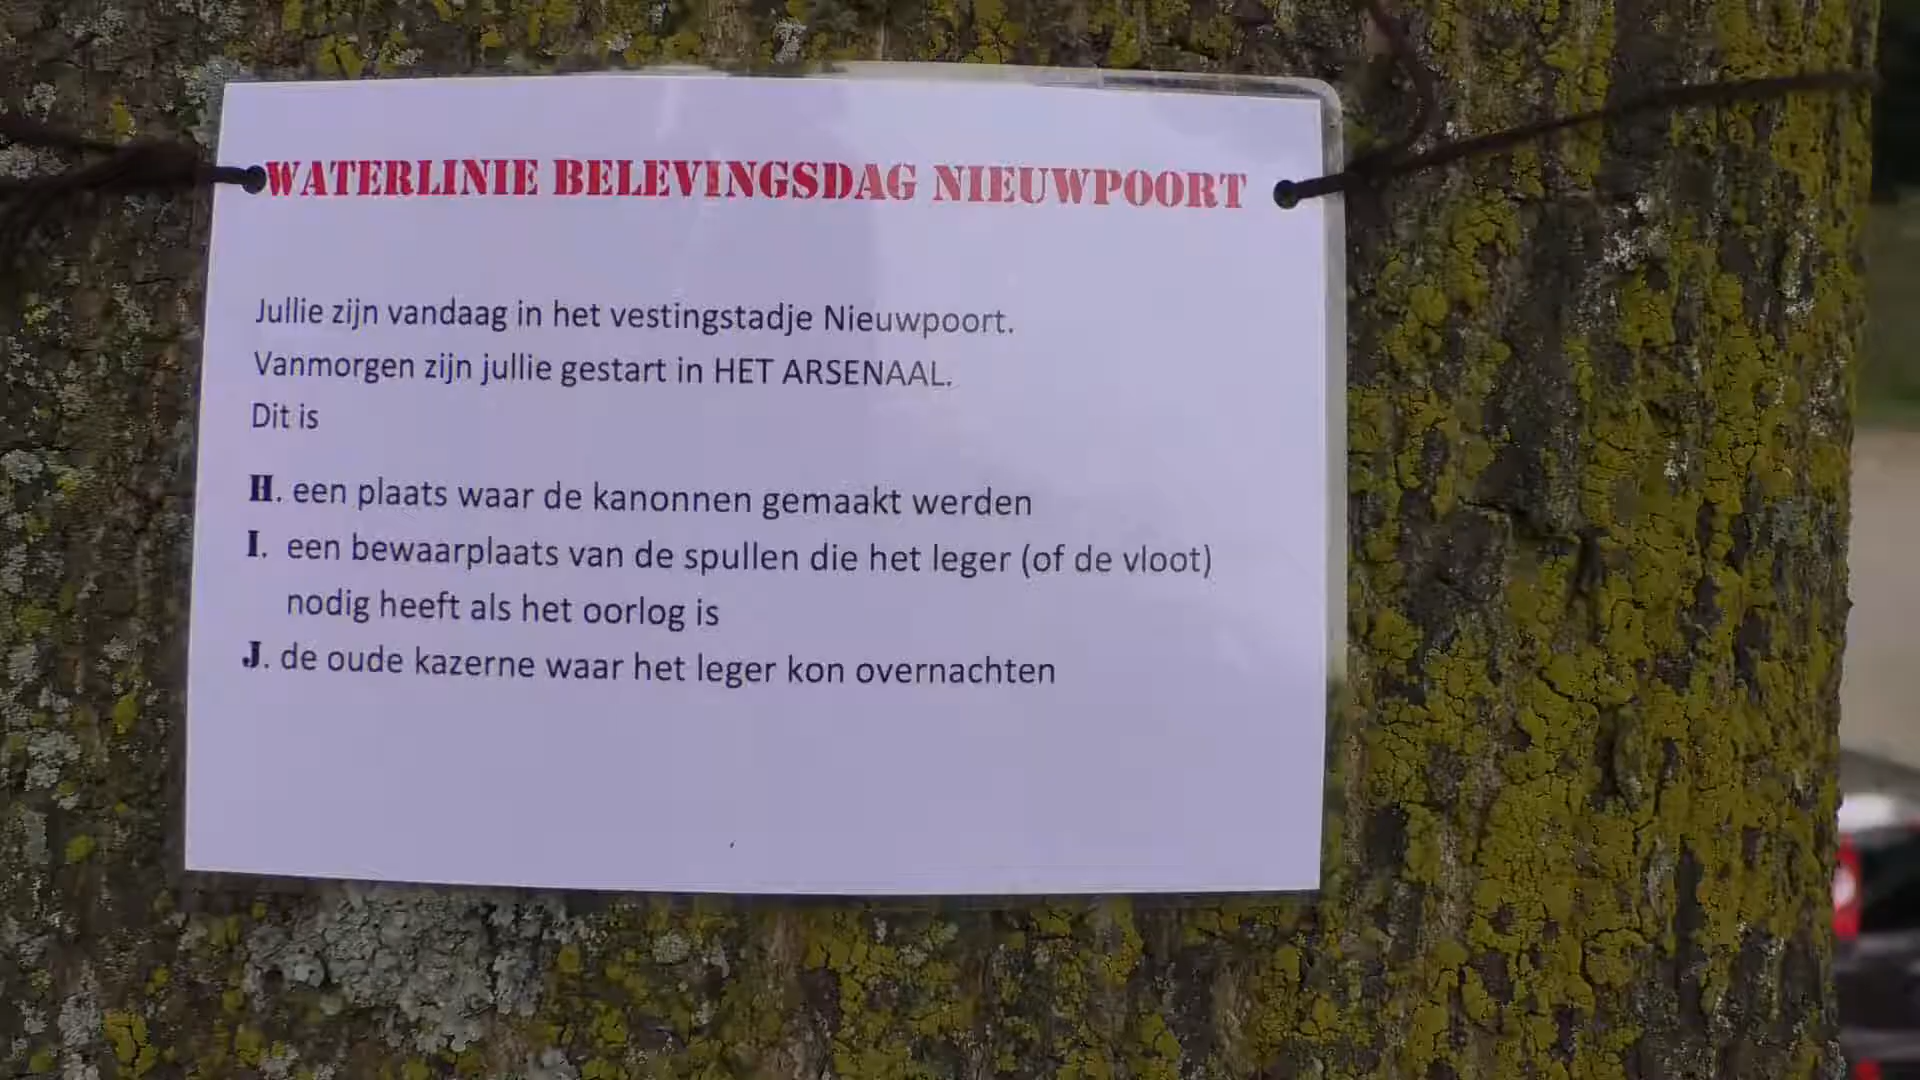 WATERLINIE BELEVINGSDAG NIEUWPOORT
Jullie zijn vandaag in het vestingstadje Nieuwpoort.
Vanmorgen zijn jullie gestart in HET ARSENAAL.
Dit is
H. een plaats waar de kanonnen gemaakt werden
I. een bewaarplaats van de spullen die het leger (of de vloot)
nodig heeft als het oorlog is
J. de oude kazerne waar het leger kon overnachten